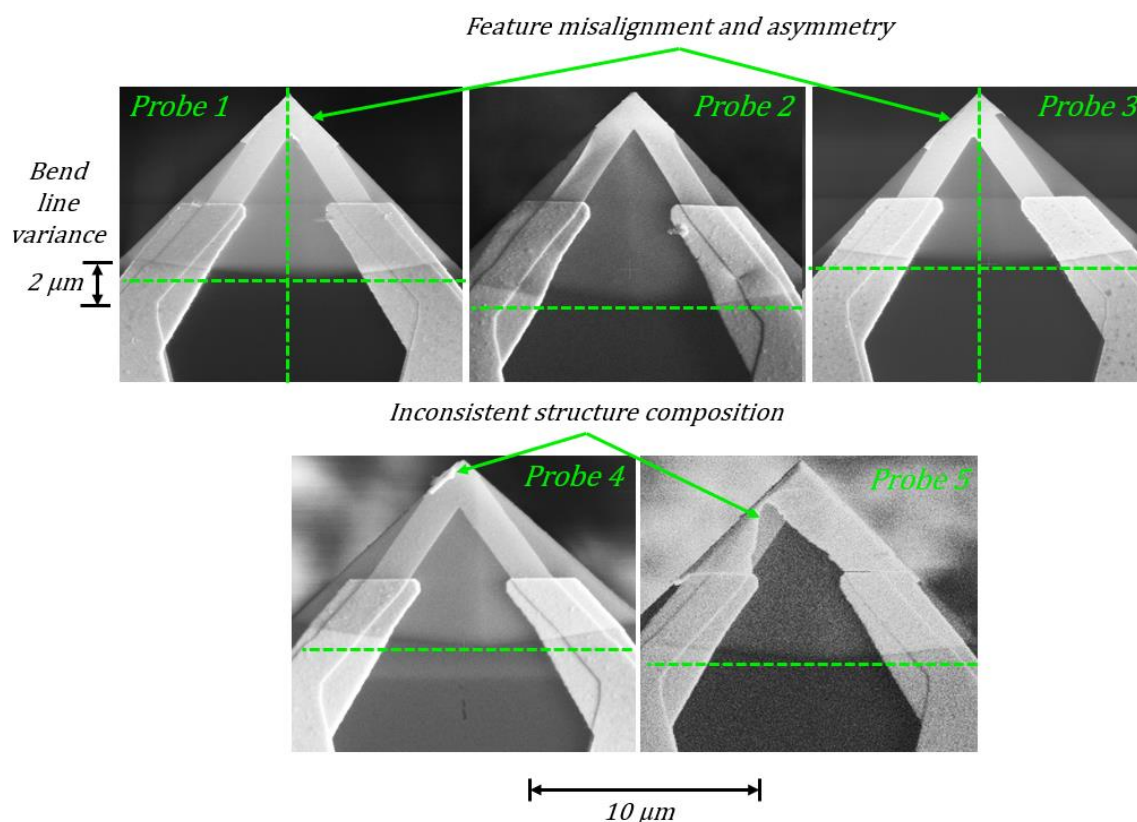 Feature misalignment and asymmetry
Probe 1
Probe 2
Probe 3
Bend
line
variance
2 μm
Inconsistent structure composition
Probe 4
Probe 5
10 μm